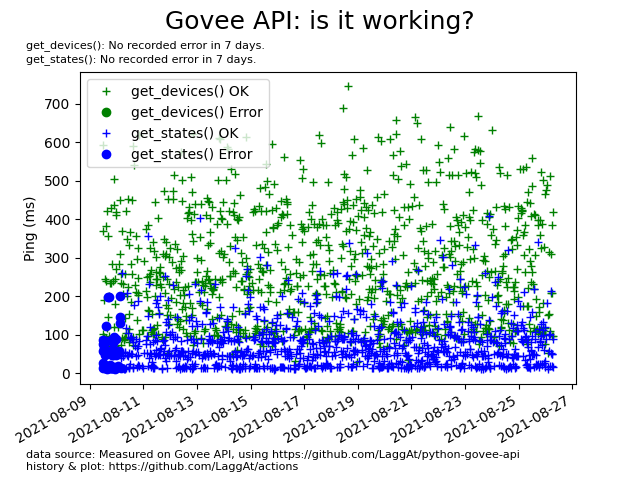 Govee API: is it working?
get_devices(): No recorded error in 7 days.
get_states(): No recorded error in 7 days.
get_devices() OK
get_devices() Error
get_states() OK
get_states() Error
Ping (ms)
700
600
500
400
300
200
100
0
2021-08-09
2021-08-11
2021-08-13
2021-08-15
2021-08-17
2021-08-19
2021-08-21
2021-08-23
2021-08-25
2021-08-27
data source: Measured on Govee API, using https://github.com/LaggAt/python-govee-api
history & plot: https://github.com/LaggAt/actions